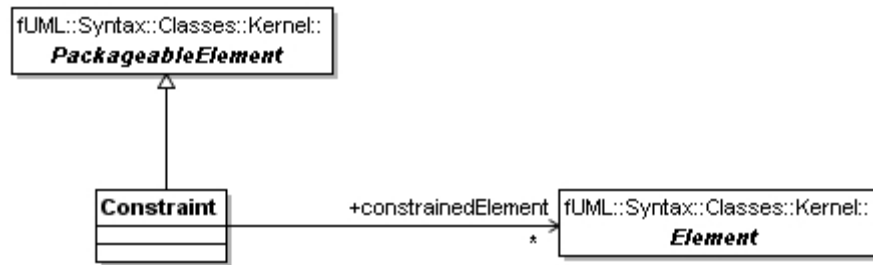 fUML::Syntax::Classes::Kernel::
PackageableElement
Constraint
+constrainedElement
*
fUML::Syntax::Classes::Kernel::
Element